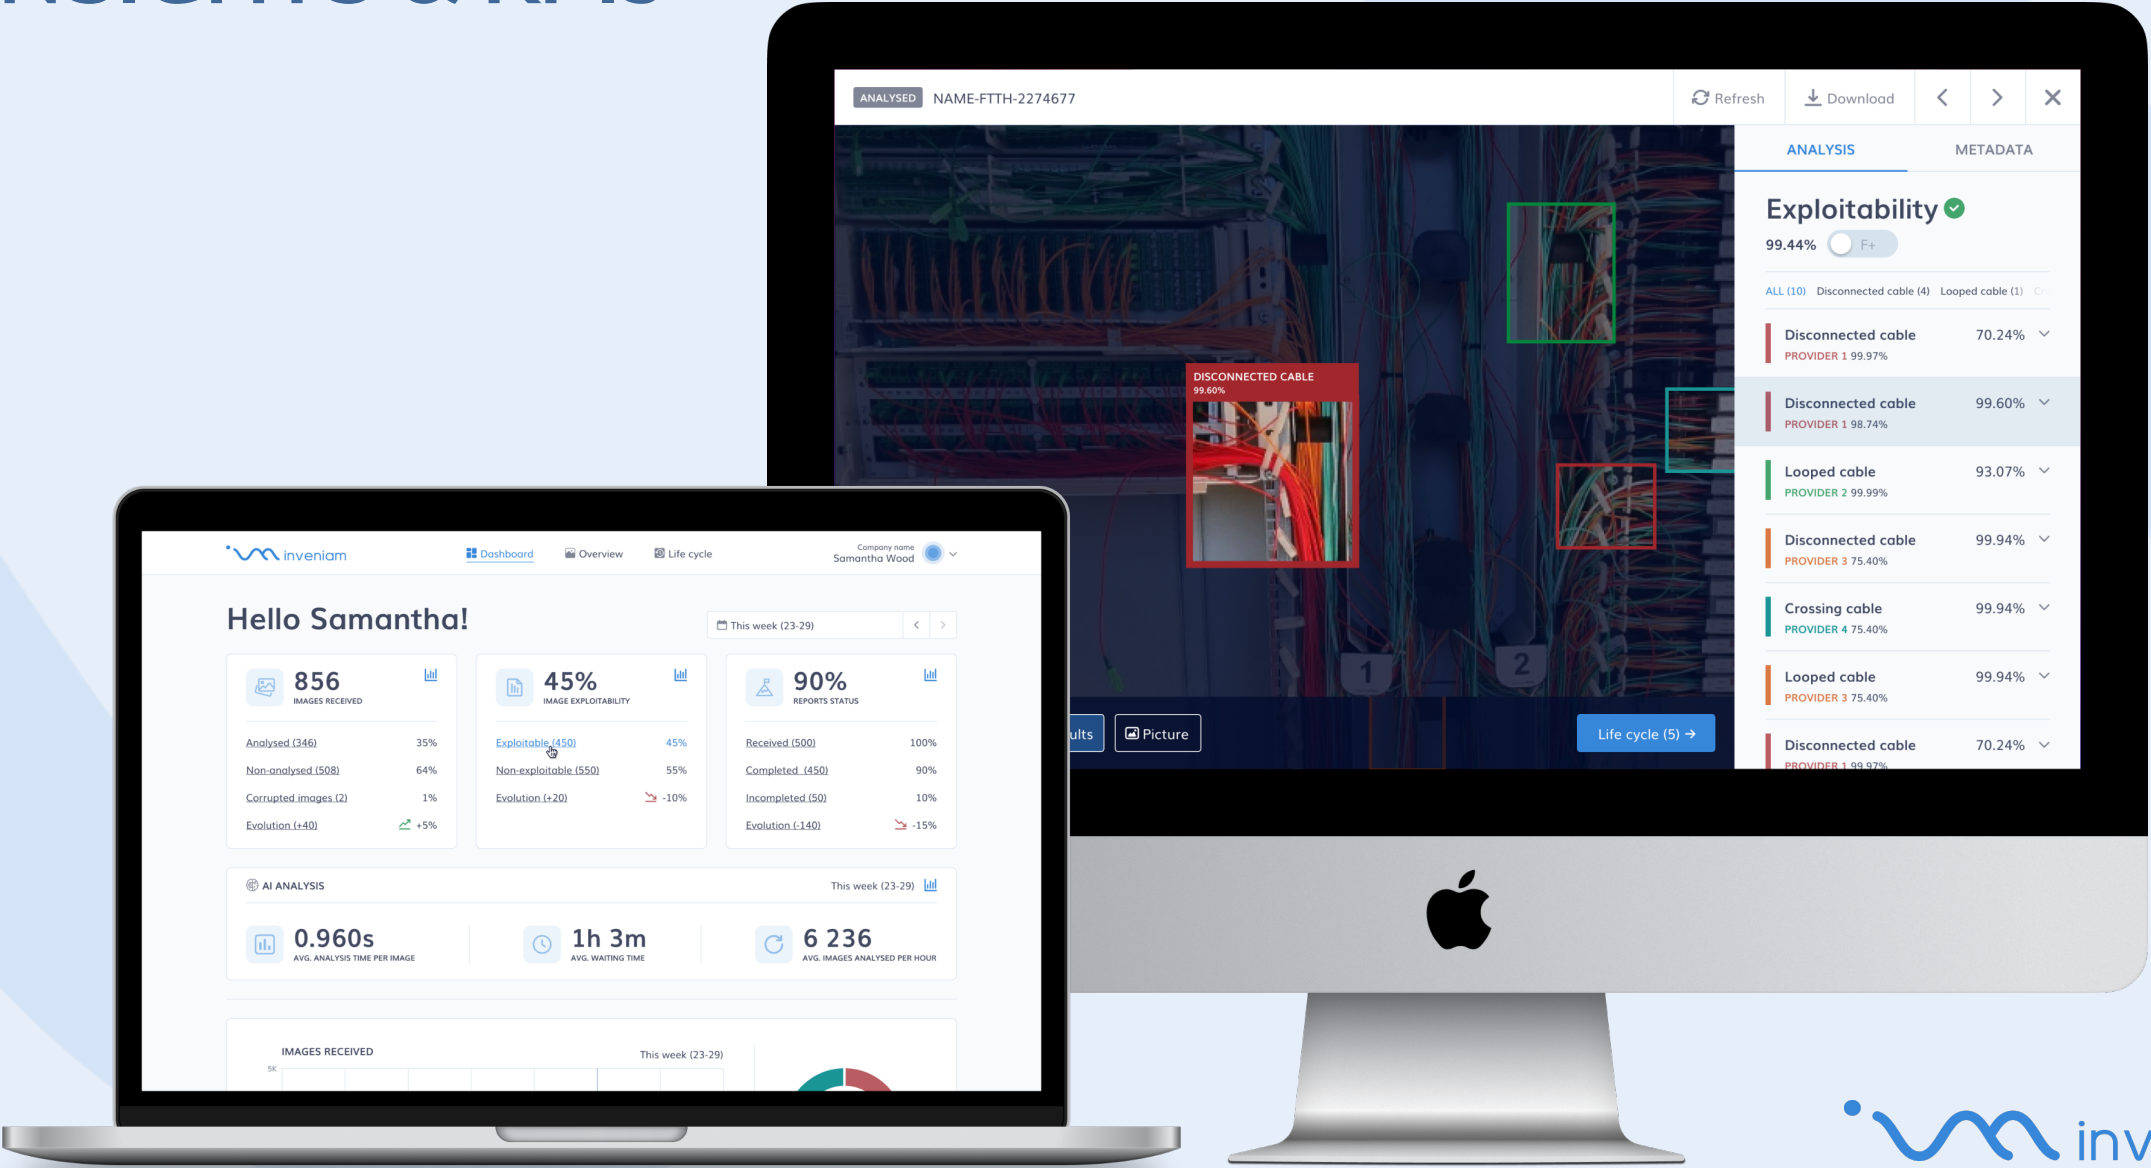 INSIGHTS & KPIS
ANALYSED NAME-FTTH-2274677
Refresh
Download
ANALYSIS
METADATA
Exploitability
99.44%
F+
ALL (10) Disconnected cable (4) Looped cable (1)
Disconnected cable 70.24%
PROVIDER 1 99.97%
Disconnected cable 99.60%
PROVIDER 1 98.74%
Looped cable 93.07%
PROVIDER 2 99.99%
Disconnected cable 99.94%
PROVIDER 3 75.40%
Crossing cable 99.94%
PROVIDER 4 75.40%
Looped cable 99.94%
PROVIDER 3 75.40%
Disconnected cable 70.24%
PROVIDER 1 99.97%
DISCONNECTED CABLE
99.60%
1
2
ults
Picture
Life cycle (5) →
inveniam
Dashboard
Overview
Life cycle
Company name
Samantha Wood
Hello Samantha!
This week (23-29)
856
IMAGES RECEIVED
Analysed (346) 35%
Non-analysed (508) 64%
Corrupted images (2) 1%
Evolution (+40) +5%
45%
IMAGE EXPLOITABILITY
Exploitable (450) 45%
Non-exploitable (550) 55%
Evolution (+20) -10%
90%
REPORTS STATUS
Received (500) 100%
Completed (450) 90%
Incompleted (50) 10%
Evolution (-140) -15%
AI ANALYSIS
This week (23-29)
0.960s
AVG. ANALYSIS TIME PER IMAGE
1h 3m
AVG. WAITING TIME
6 236
AVG. IMAGES ANALYSED PER HOUR
IMAGES RECEIVED
This week (23-29)
5K
inv